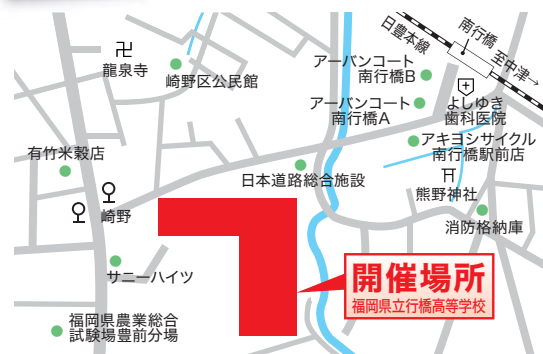 南行橋
日豊本線
至中津→
龍泉寺
崎野区公民館
アーバンコート
南行橋B
アーバンコート
南行橋A
よしゆき
歯科医院
アキヨシサイクル
南行橋駅前店
有竹米穀店
日本道路総合施設
熊野神社
崎野
消防格納庫
サニーハイツ
開催場所
福岡県立行橋高等学校
福岡県農業総合
試験場豊前分場